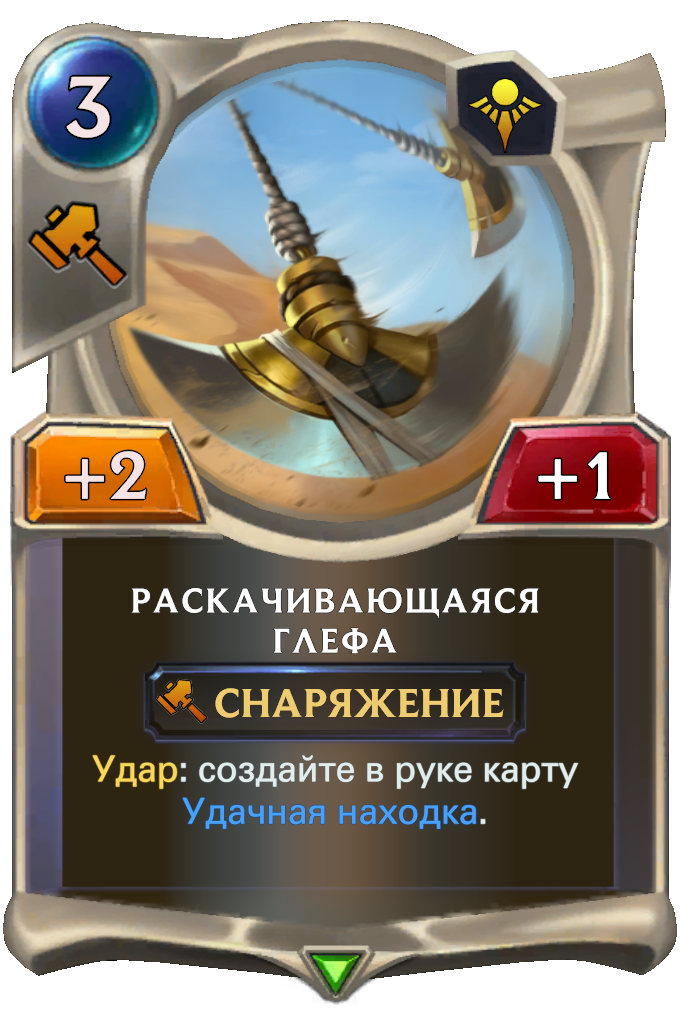 3
+2
+1
РАСКАЧИВАЮЩАЯСЯ
ГЛЕФА
СНАРЯЖЕНИЕ
Удар: создайте в руке карту
Удачная находка.